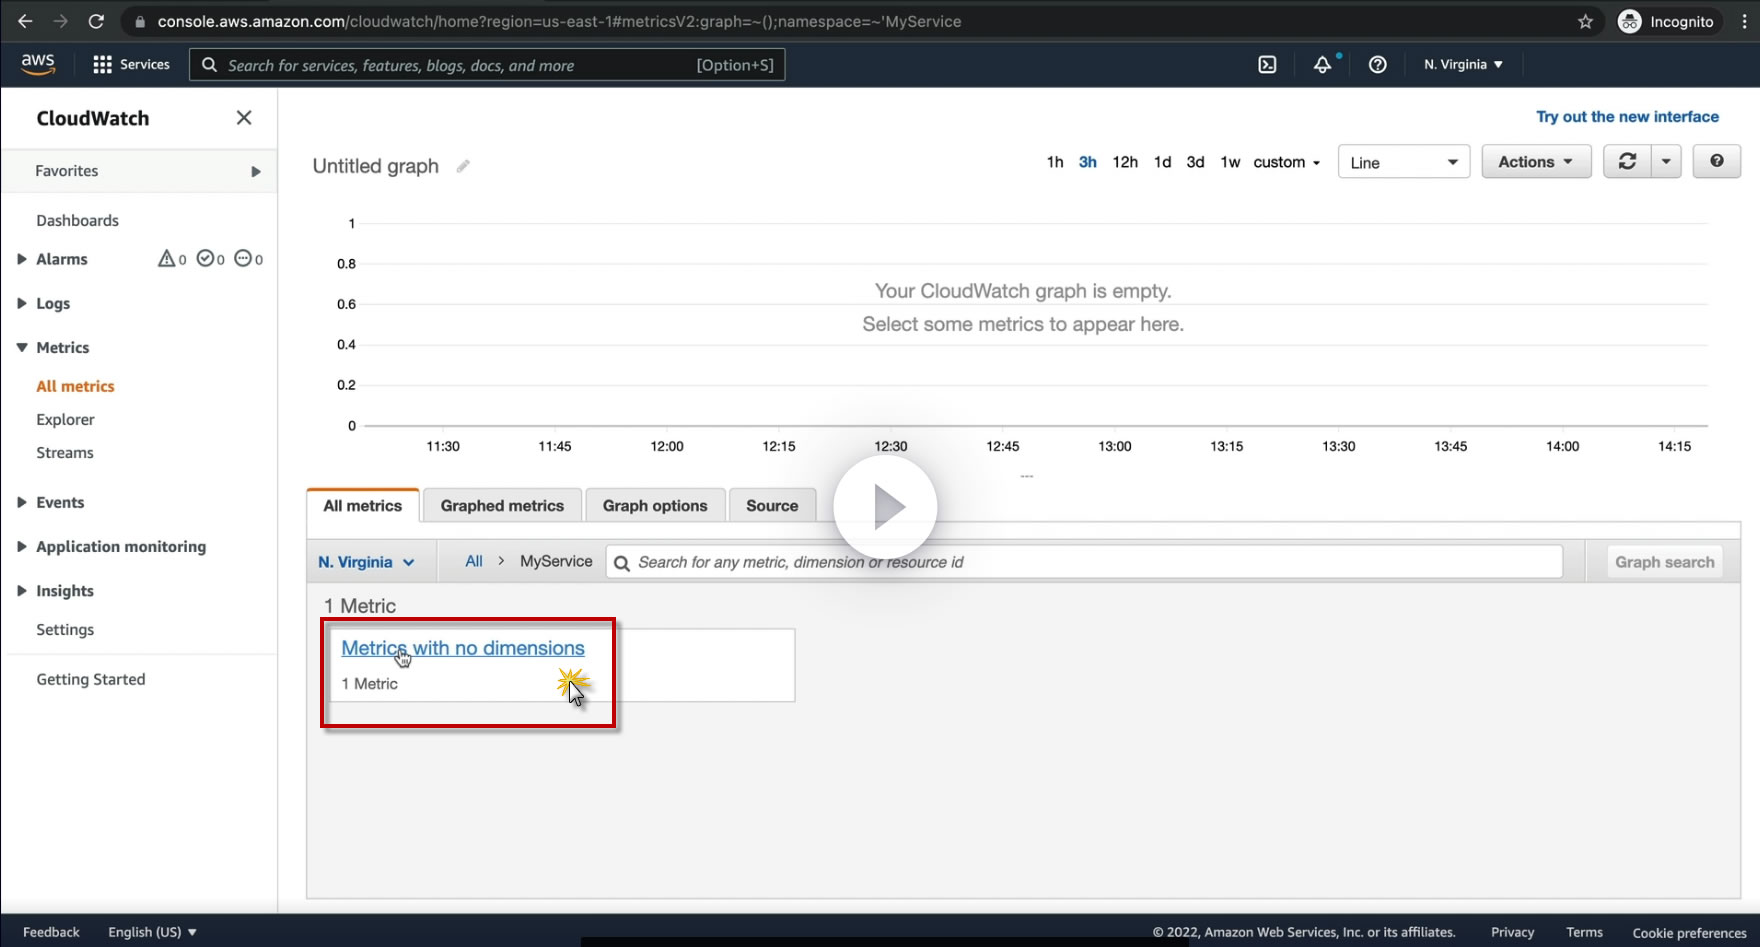 console.aws.amazon.com/cloudwatch/home?region=us-east-1#metricsV2:graph=~();namespace=~'MyService
Incognito
aws
Services
Search for services, features, blogs, docs, and more
[Option+S]
N. Virginia
CloudWatch
Favorites
Dashboards
Alarms
0
0
0
Logs
Metrics
All metrics
Explorer
Streams
Events
Application monitoring
Insights
Settings
Getting Started
Try out the new interface
Untitled graph
1h 3h 12h 1d 3d 1w custom
Line
Actions
1
0.8
0.6
0.4
0.2
0
Your CloudWatch graph is empty.
Select some metrics to appear here.
11:30 11:45 12:00 12:15 12:30 12:45 13:00 13:15 13:30 13:45 14:00 14:15
All metrics
Graphed metrics
Graph options
Source
N. Virginia
All > MyService
Search for any metric, dimension or resource id
Graph search
1 Metric
Metrics with no dimensions
1 Metric
Feedback
English (US)
© 2022, Amazon Web Services, Inc. or its affiliates.
Privacy
Terms
Cookie preferences